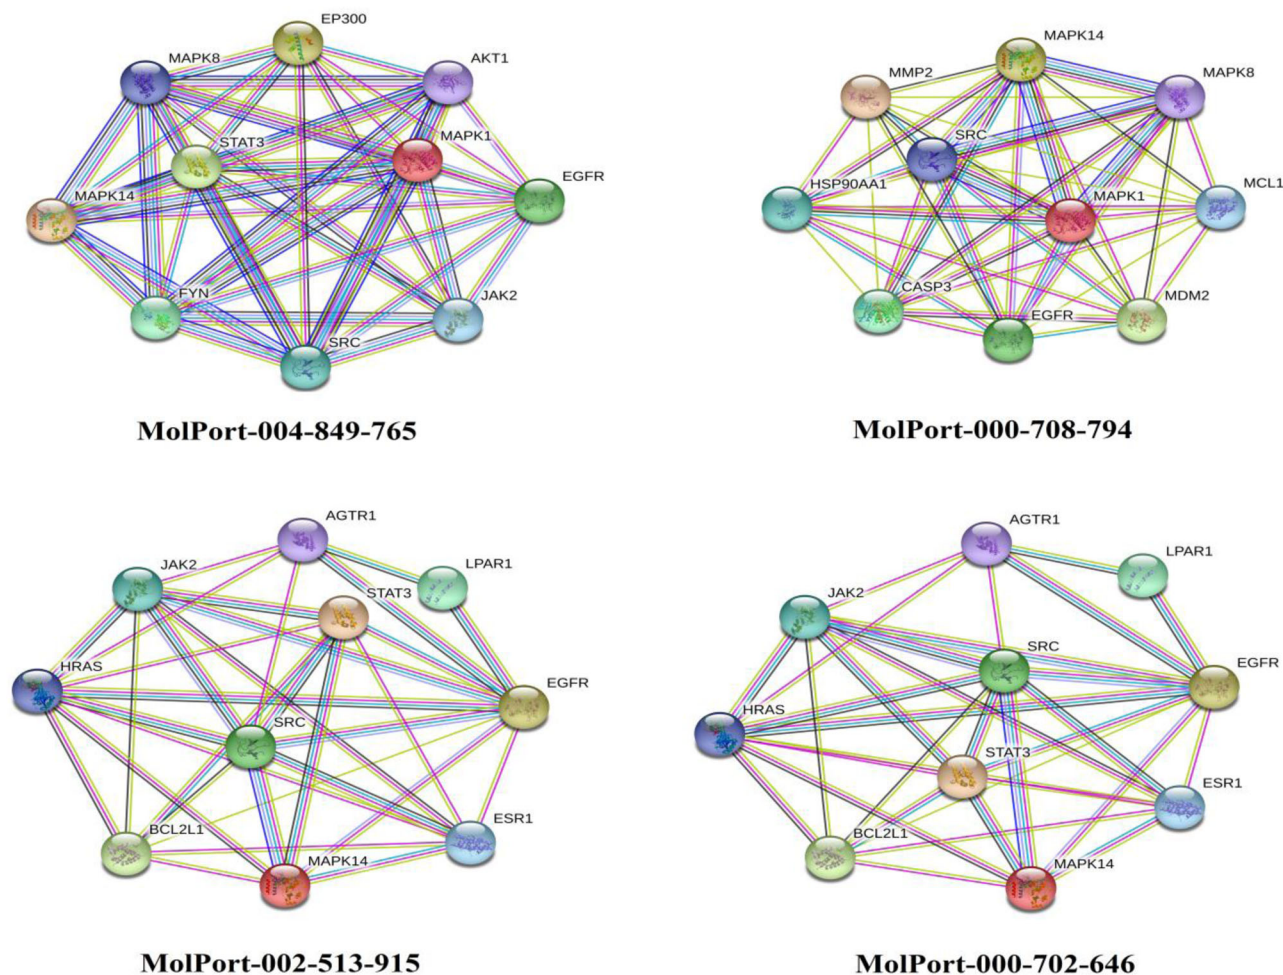 EP300
MAPK8
AKT1
STAT3
MAPK1
EGFR
MAPK14
FYN
JAK2
SRC
MolPort-004-849-765
MAPK14
MMP2
MAPK8
SRC
HSP90AA1
MCL1
MAPK1
CASP3
MDM2
EGFR
MolPort-000-708-794
AGTR1
JAK2
LPAR1
STAT3
HRAS
EGFR
SRC
BCL2L1
ESR1
MAPK14
MolPort-002-513-915
AGTR1
LPAR1
JAK2
SRC
EGFR
HRAS
STAT3
ESR1
BCL2L1
MAPK14
MolPort-000-702-646